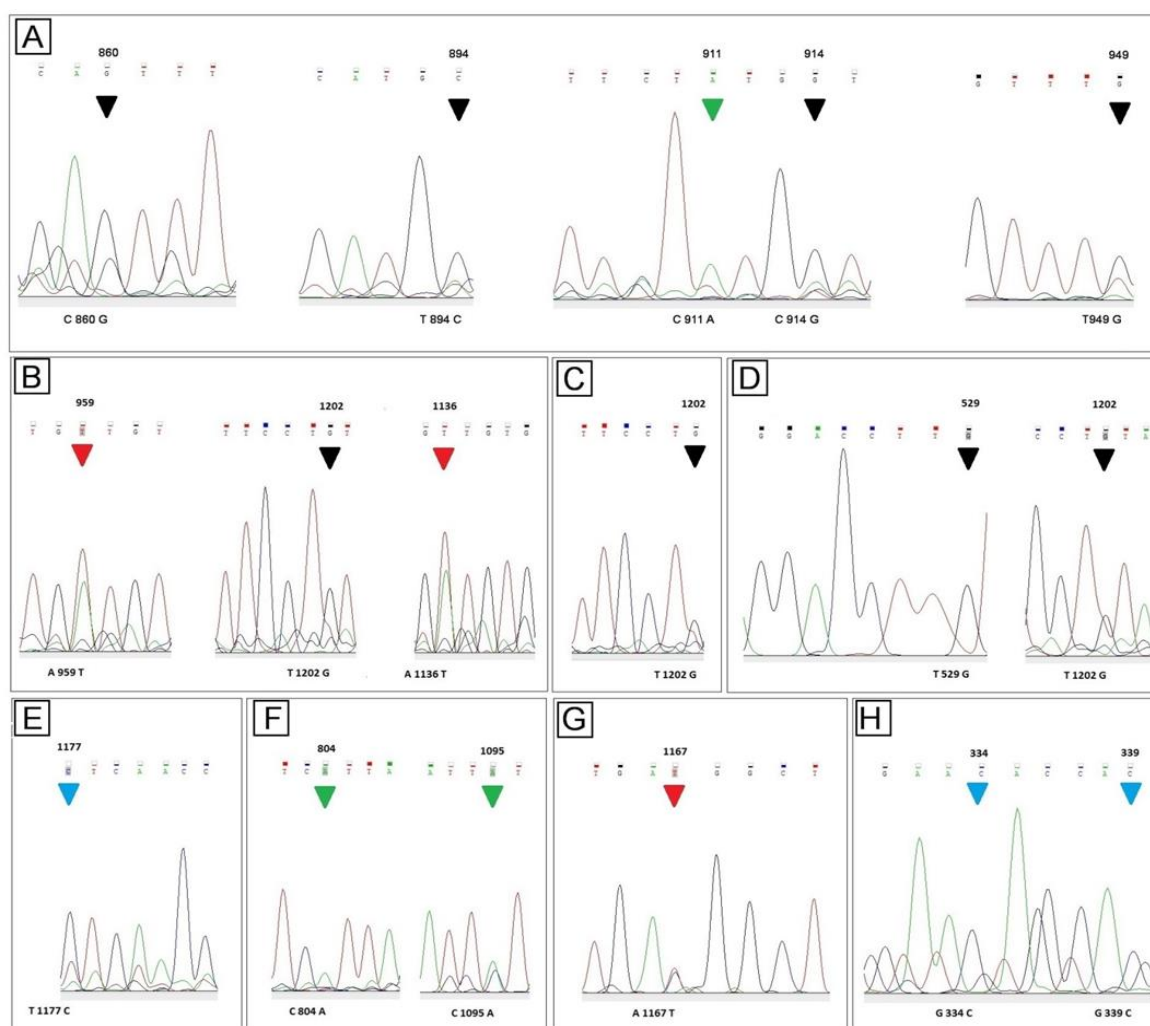 A
860
894
911
914
949
C A G T T T
C A T G C
T T C T A T G G T
G T T T G
C 860 G
T 894 C
C 911 A
C 914 G
T949 G
B
959
1202
1136
T G T G T
T T C C T G T
G T T G T G
A 959 T
T 1202 G
A 1136 T
C
1202
T T C C T G
T 1202 G
D
529
1202
G G A C C T T G
C C T G T A
T 529 G
T 1202 G
E
1177
T C A A C C
T 1177 C
F
804
1095
T C T T A
A T T T
C 804 A
C 1095 A
G
1167
T G A G G C T
A 1167 T
H
334
339
G A A C A C C A C
G 334 C
G 339 C